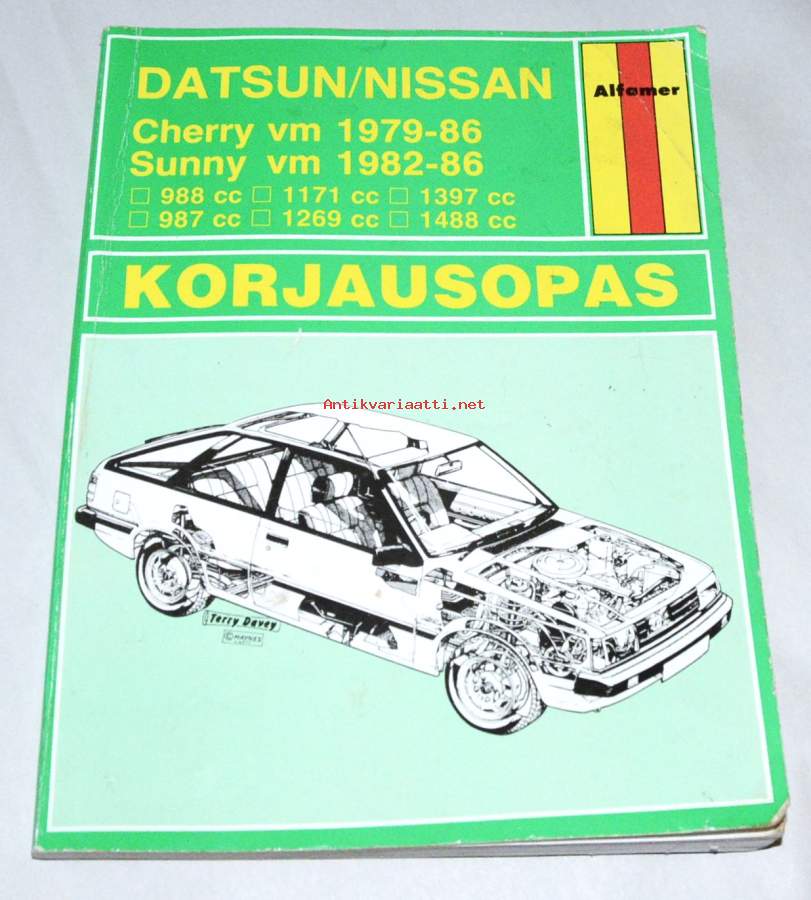 DATSUN/NISSAN
Alfamer
Cherry vm 1979-86
Sunny vm 1982-86
□ 988 cc □ 1171 cc □ 1397 cc
□ 987 cc □ 1269 cc □ 1488 cc
KORJAUSOPAS
Antikvariaatti.net
Terry Davey
© HAYNES